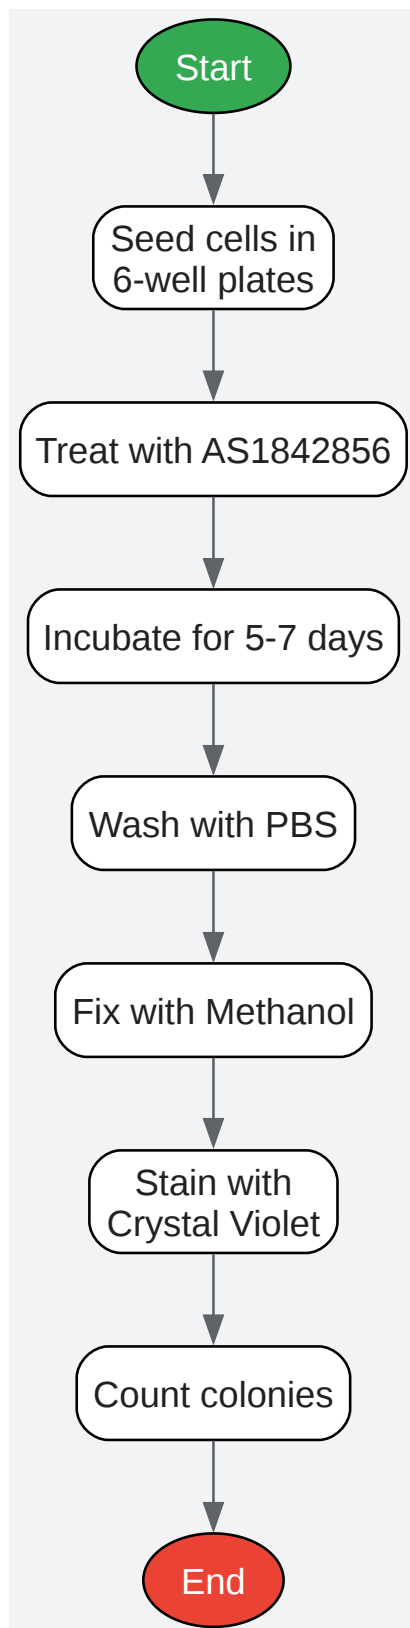 Start
Seed cells in
6-well plates
Treat with AS1842856
Incubate for 5-7 days
Wash with PBS
Fix with Methanol
Stain with
Crystal Violet
Count colonies
End